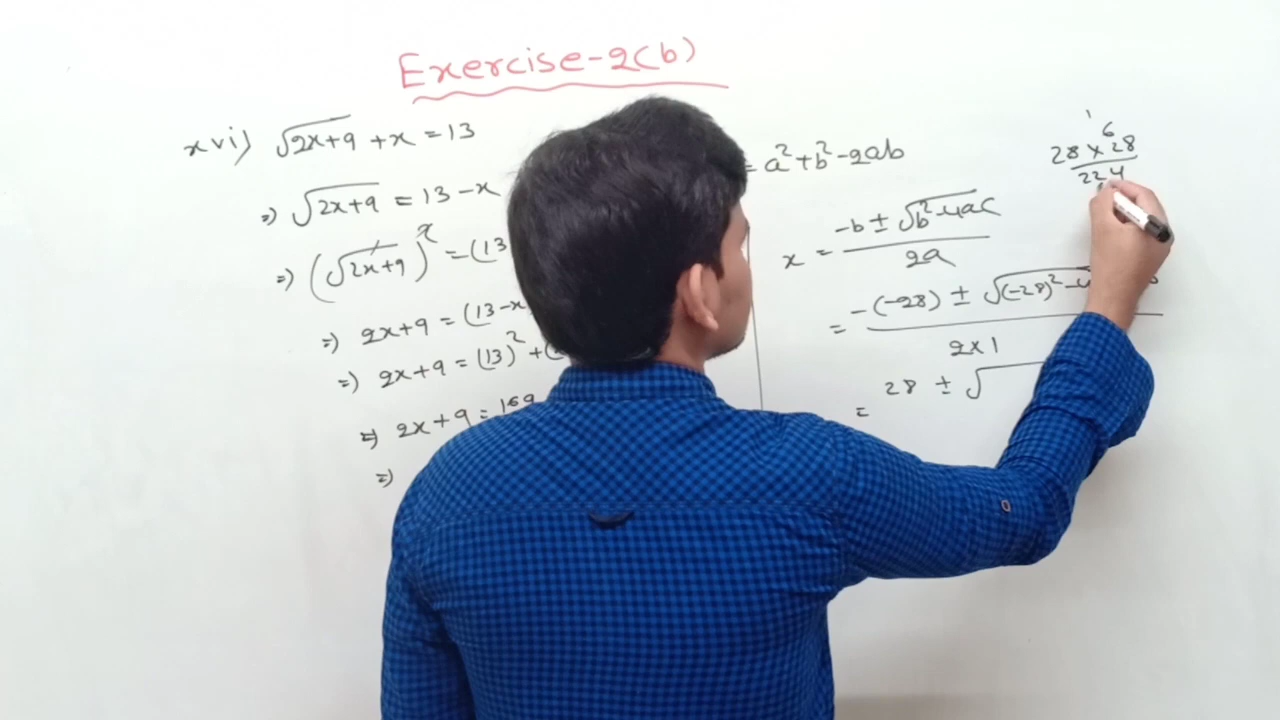 Exercise-2(b)
xvi) √2x+9 + x = 13
=) √2x+9 = 13 - x
=) (√2x+9)² = (13
=) 2x+9 = (13-x
=) 2x+9 = (13)² + (
=) 2x+9 = 169
=)
= a²+b²-2ab
x = -b ± √b²-4ac
2a
= -(-28) ± √(-28)²-4
2×1
= 28 ± √
1
6
28×28
224